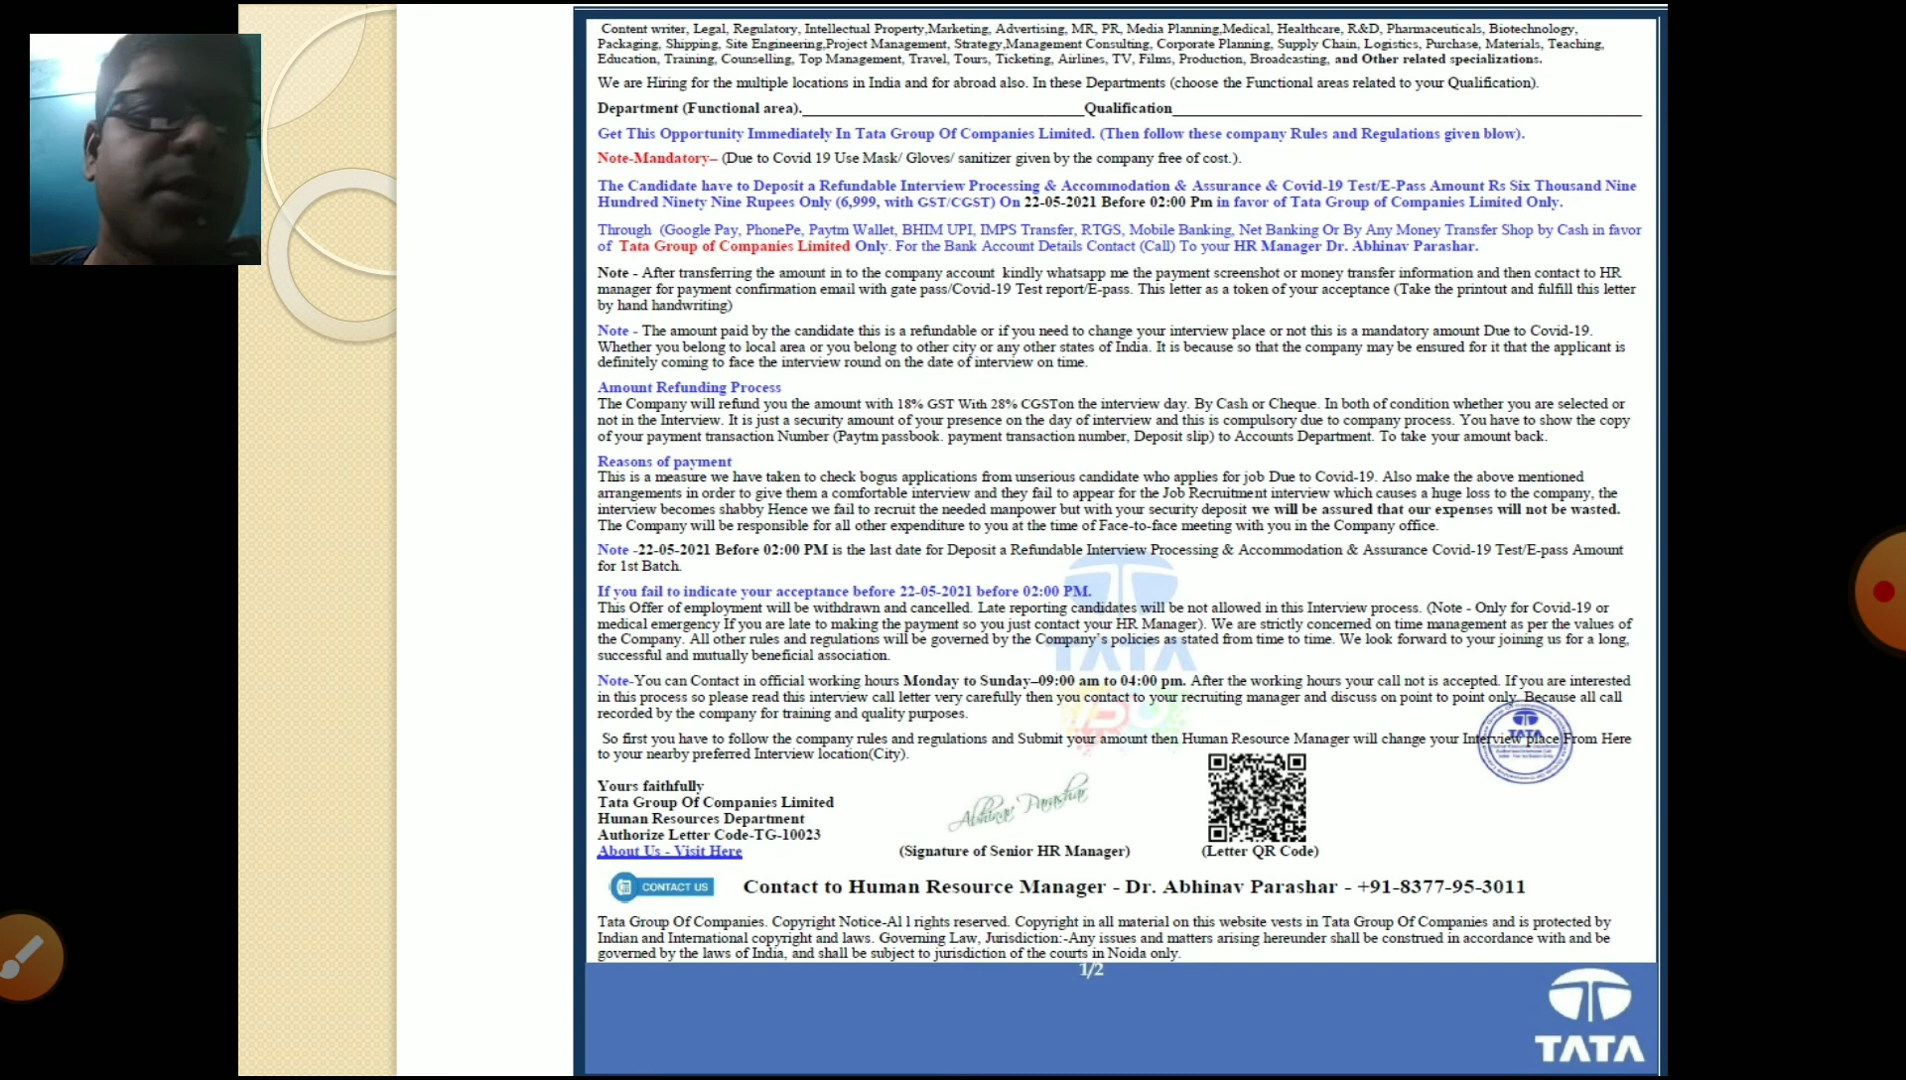 Content writer, Legal, Regulatory, Intellectual Property,Marketing, Advertising, MR, PR, Media Planning,Medical, Healthcare, R&D, Pharmaceuticals, Biotechnology,
Packaging, Shipping, Site Engineering,Project Management, Strategy,Management Consulting, Corporate Planning, Supply Chain, Logistics, Purchase, Materials, Teaching,
Education, Training, Counselling, Top Management, Travel, Tours, Ticketing, Airlines, TV, Films, Production, Broadcasting, and Other related specializations.
We are Hiring for the multiple locations in India and for abroad also. In these Departments (choose the Functional areas related to your Qualification).
Department (Functional area).______________________________Qualification__________________________________________________
Get This Opportunity Immediately In Tata Group Of Companies Limited. (Then follow these company Rules and Regulations given blow).
Note-Mandatory– (Due to Covid 19 Use Mask/ Gloves/ sanitizer given by the company free of cost.).
The Candidate have to Deposit a Refundable Interview Processing & Accommodation & Assurance & Covid-19 Test/E-Pass Amount Rs Six Thousand Nine
Hundred Ninety Nine Rupees Only (6,999, with GST/CGST) On 22-05-2021 Before 02:00 Pm in favor of Tata Group of Companies Limited Only.
Through (Google Pay, PhonePe, Paytm Wallet, BHIM UPI, IMPS Transfer, RTGS, Mobile Banking, Net Banking Or By Any Money Transfer Shop by Cash in favor
of Tata Group of Companies Limited Only. For the Bank Account Details Contact (Call) To your HR Manager Dr. Abhinav Parashar.
Note - After transferring the amount in to the company account kindly whatsapp me the payment screenshot or money transfer information and then contact to HR
manager for payment confirmation email with gate pass/Covid-19 Test report/E-pass. This letter as a token of your acceptance (Take the printout and fulfill this letter
by hand handwriting)
Note - The amount paid by the candidate this is a refundable or if you need to change your interview place or not this is a mandatory amount Due to Covid-19.
Whether you belong to local area or you belong to other city or any other states of India. It is because so that the company may be ensured for it that the applicant is
definitely coming to face the interview round on the date of interview on time.
Amount Refunding Process
The Company will refund you the amount with 18% GST With 28% CGSTon the interview day. By Cash or Cheque. In both of condition whether you are selected or
not in the Interview. It is just a security amount of your presence on the day of interview and this is compulsory due to company process. You have to show the copy
of your payment transaction Number (Paytm passbook. payment transaction number, Deposit slip) to Accounts Department. To take your amount back.
Reasons of payment
This is a measure we have taken to check bogus applications from unserious candidate who applies for job Due to Covid-19. Also make the above mentioned
arrangements in order to give them a comfortable interview and they fail to appear for the Job Recruitment interview which causes a huge loss to the company, the
interview becomes shabby Hence we fail to recruit the needed manpower but with your security deposit we will be assured that our expenses will not be wasted.
The Company will be responsible for all other expenditure to you at the time of Face-to-face meeting with you in the Company office.
Note -22-05-2021 Before 02:00 PM is the last date for Deposit a Refundable Interview Processing & Accommodation & Assurance Covid-19 Test/E-pass Amount
for 1st Batch.
If you fail to indicate your acceptance before 22-05-2021 before 02:00 PM.
This Offer of employment will be withdrawn and cancelled. Late reporting candidates will be not allowed in this Interview process. (Note - Only for Covid-19 or
medical emergency If you are late to making the payment so you just contact your HR Manager). We are strictly concerned on time management as per the values of
the Company. All other rules and regulations will be governed by the Company's policies as stated from time to time. We look forward to your joining us for a long,
successful and mutually beneficial association.
TATA
Note-You can Contact in official working hours Monday to Sunday–09:00 am to 04:00 pm. After the working hours your call not is accepted. If you are interested
in this process so please read this interview call letter very carefully then you contact to your recruiting manager and discuss on point to point only. Because all call
recorded by the company for training and quality purposes.
150
So first you have to follow the company rules and regulations and Submit your amount then Human Resource Manager will change your Interview place From Here
to your nearby preferred Interview location(City).
TATA
Yours faithfully
Tata Group Of Companies Limited
Human Resources Department
Authorize Letter Code-TG-10023
About Us - Visit Here
Abhinav Parashar
(Signature of Senior HR Manager)
(Letter QR Code)
CONTACT US
Contact to Human Resource Manager - Dr. Abhinav Parashar - +91-8377-95-3011
Tata Group Of Companies. Copyright Notice-Al l rights reserved. Copyright in all material on this website vests in Tata Group Of Companies and is protected by
Indian and International copyright and laws. Governing Law, Jurisdiction:-Any issues and matters arising hereunder shall be construed in accordance with and be
governed by the laws of India, and shall be subject to jurisdiction of the courts in Noida only.
1/2
TATA